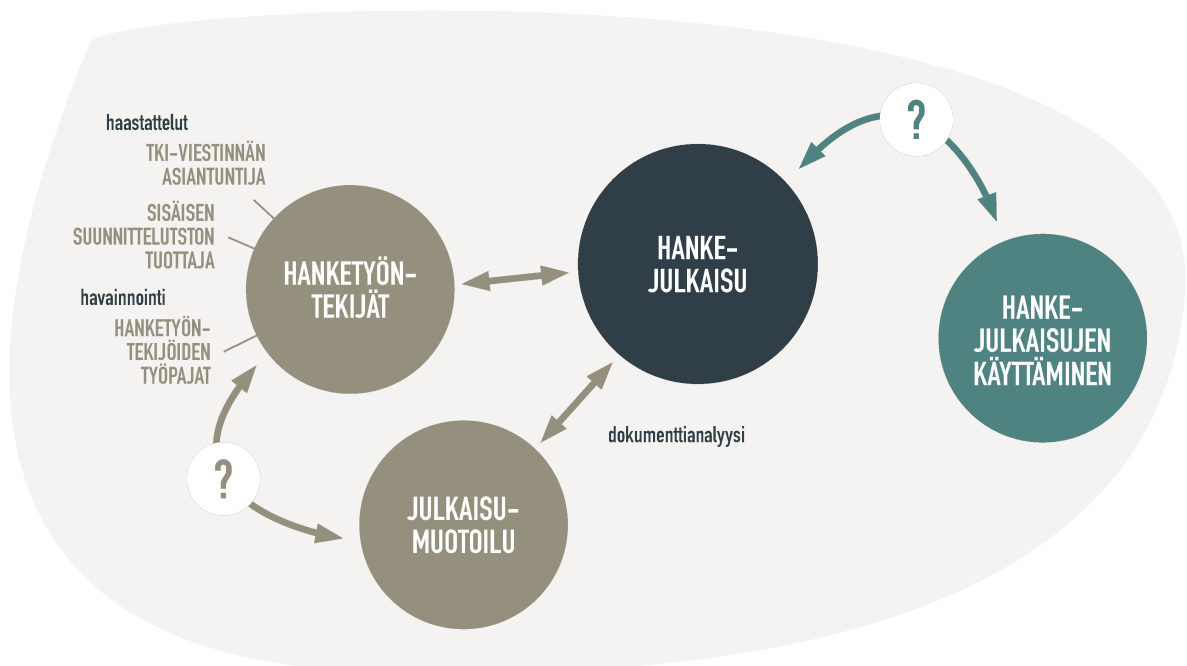 haastattelut
TKI-VIESTINNÄN
ASIANTUNTIJA
SISÄISEN
SUUNNITTELUTSTON
TUOTTAJA
havainnointi
HANKETYÖN-
TEKIJÖIDEN
TYÖPAJAT
HANKETYÖN-
TEKIJÄT
?
JULKAISU-
MUOTOILU
HANKE-
JULKAISU
dokumenttianalyysi
?
HANKE-
JULKAISUJEN
KÄYTTÄMINEN